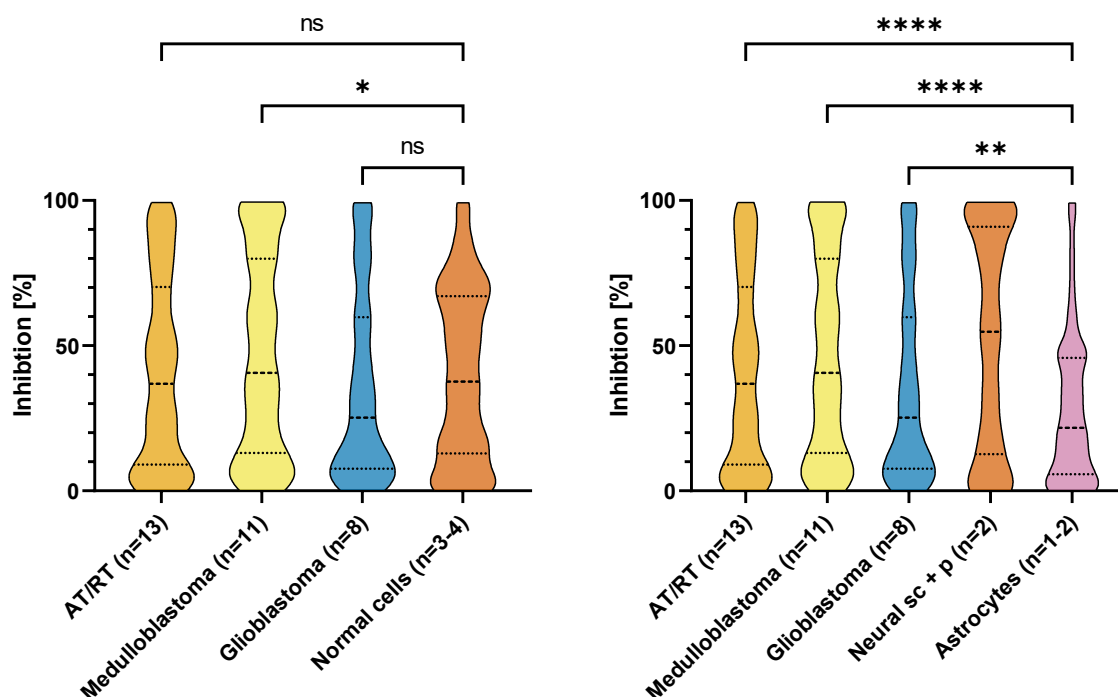 ns
*
ns
100
50
0
Inhibtion [%]
AT/RT (n=13)
Medulloblastoma (n=11)
Glioblastoma (n=8)
Normal cells (n=3-4)
****
****
**
100
50
0
Inhibtion [%]
AT/RT (n=13)
Medulloblastoma (n=11)
Glioblastoma (n=8)
Neural sc + p (n=2)
Astrocytes (n=1-2)